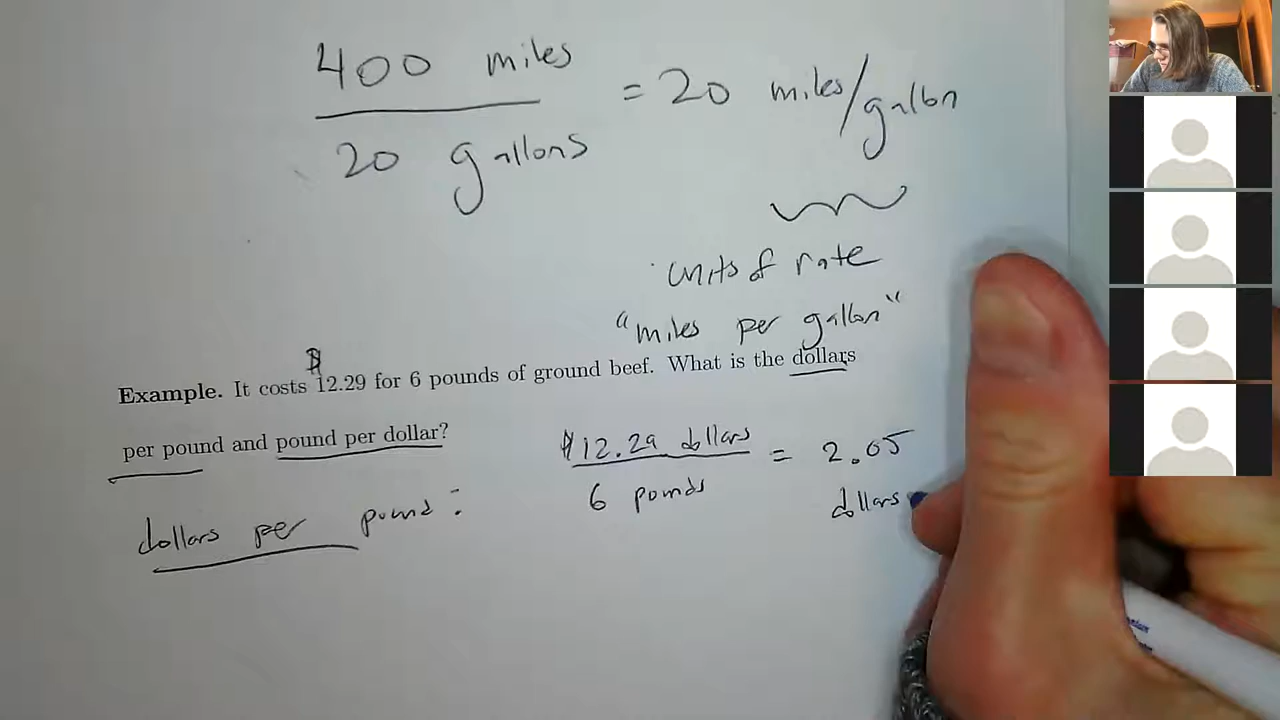 400 miles
20 gallons
= 20 miles/gallon
units of rate
"miles per gallon"
$
Example. It costs 12.29 for 6 pounds of ground beef. What is the dollars
per pound and pound per dollar?
$12.29 dollars
6 pounds
= 2.05
dollars
dollars per pound: